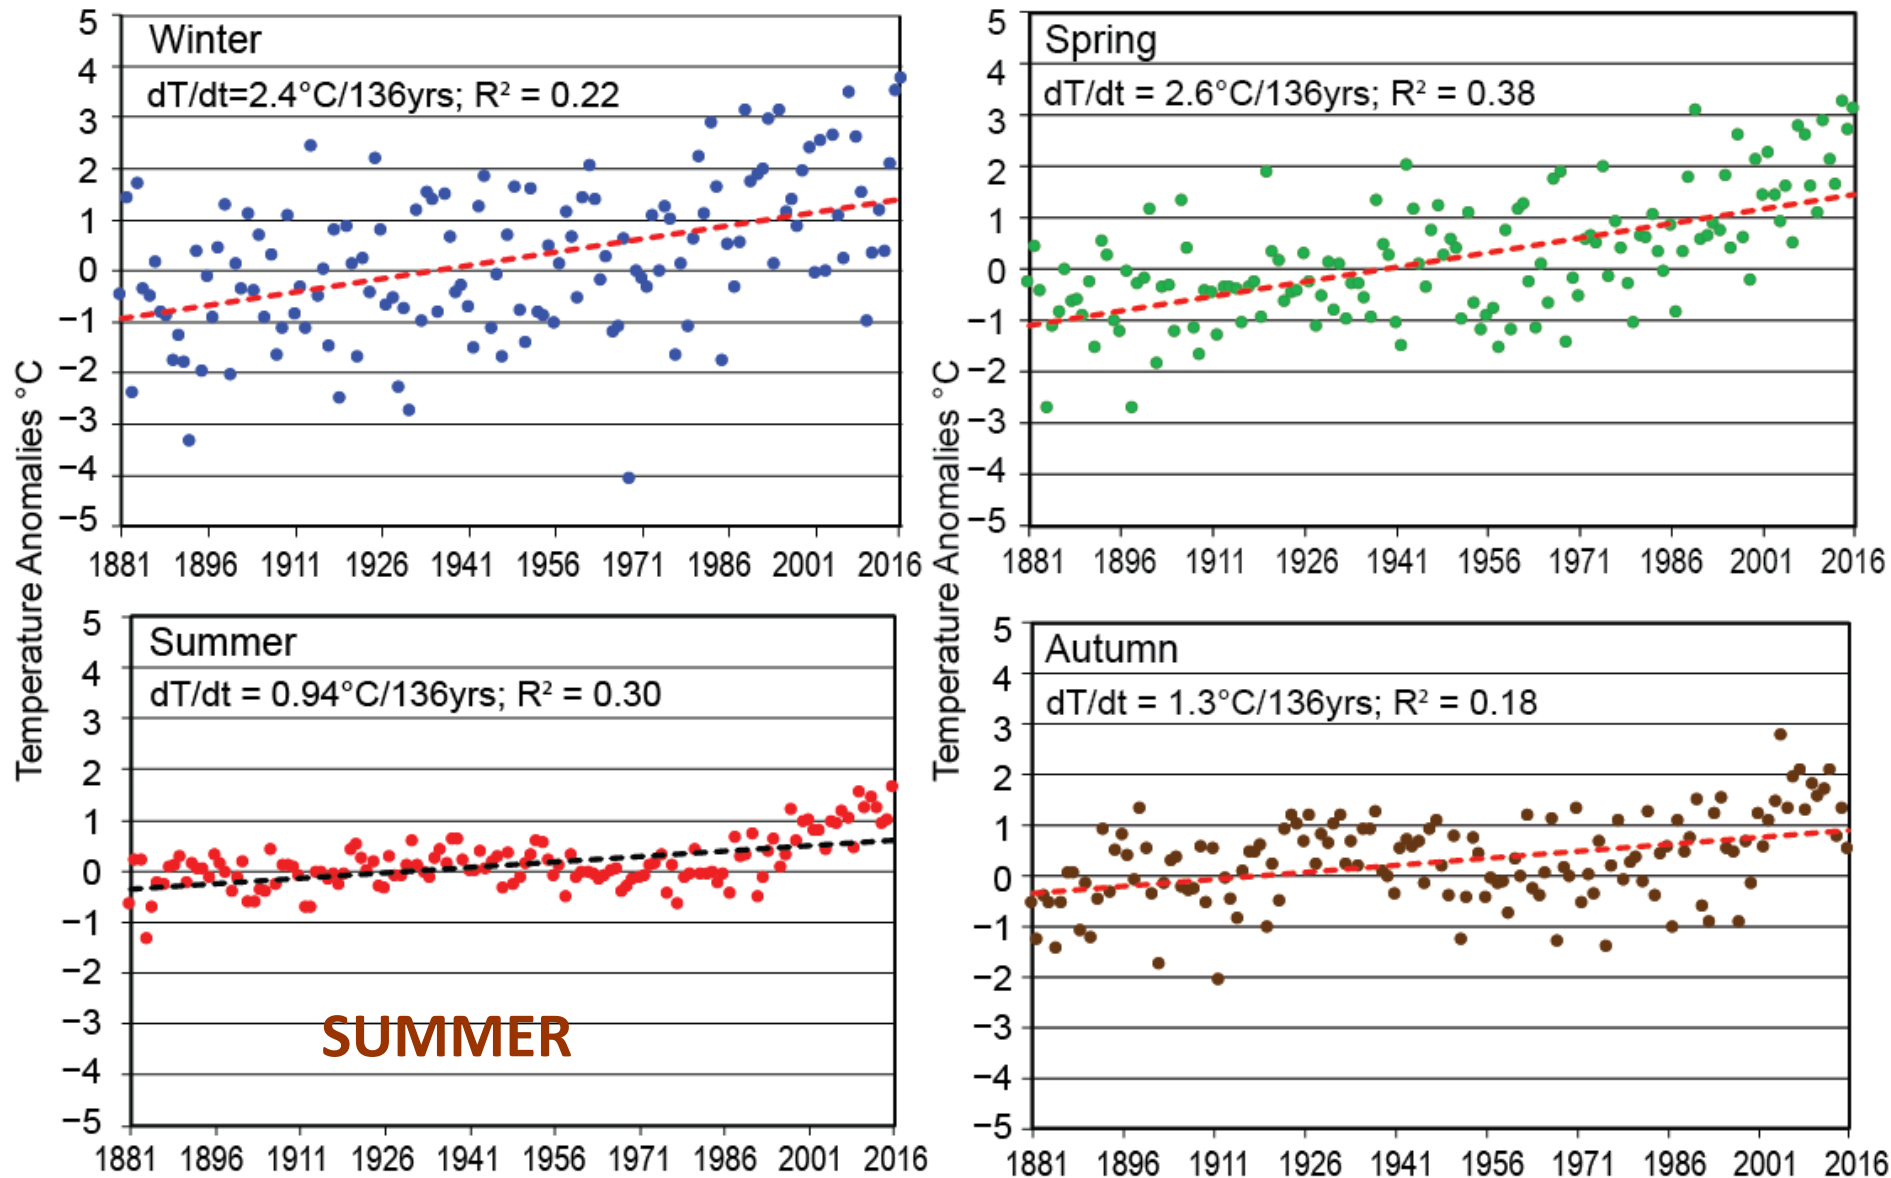 Winter
dT/dt=2.4°C/136yrs; R² = 0.22
5
4
3
2
1
0
−1
−2
−3
−4
−5
1881 1896 1911 1926 1941 1956 1971 1986 2001 2016
Temperature Anomalies °C
Spring
dT/dt = 2.6°C/136yrs; R² = 0.38
5
4
3
2
1
0
−1
−2
−3
−4
−5
1881 1896 1911 1926 1941 1956 1971 1986 2001 2016
Temperature Anomalies °C
Summer
dT/dt = 0.94°C/136yrs; R² = 0.30
5
4
3
2
1
0
−1
−2
−3
−4
−5
SUMMER
1881 1896 1911 1926 1941 1956 1971 1986 2001 2016
Autumn
dT/dt = 1.3°C/136yrs; R² = 0.18
5
4
3
2
1
0
−1
−2
−3
−4
−5
1881 1896 1911 1926 1941 1956 1971 1986 2001 2016